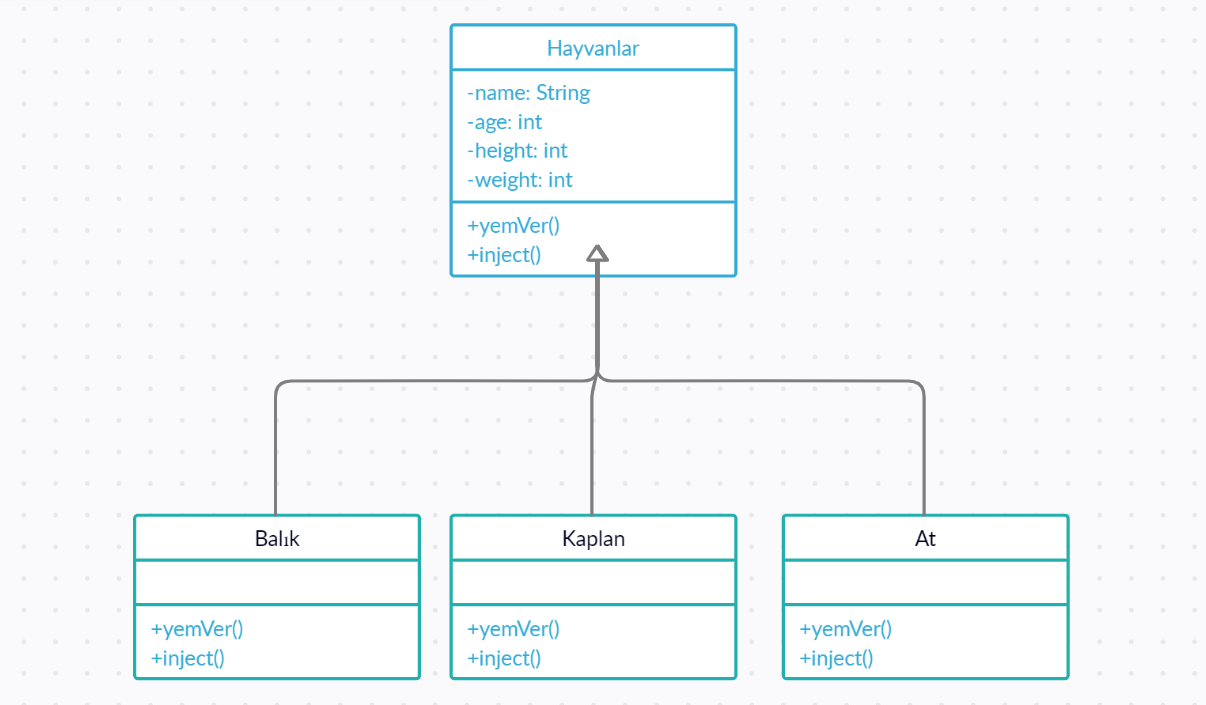 Hayvanlar
-name: String
-age: int
-height: int
-weight: int
+yemVer()
+inject()
Balık
+yemVer()
+inject()
Kaplan
+yemVer()
+inject()
At
+yemVer()
+inject()